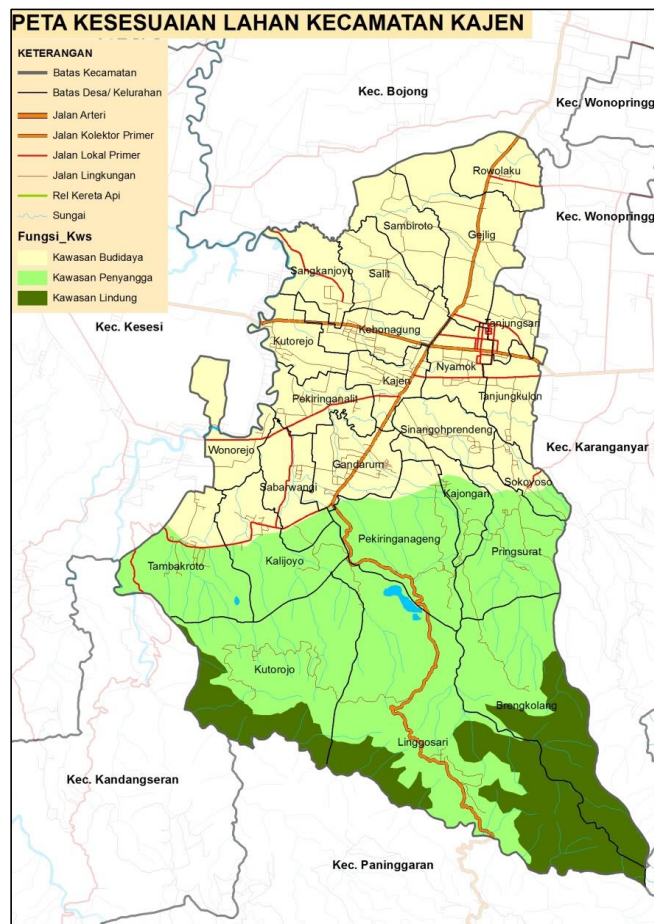 PETA KESESUAIAN LAHAN KECAMATAN KAJEN
KETERANGAN
Batas Kecamatan
Batas Desa/ Kelurahan
Jalan Arteri
Jalan Kolektor Primer
Jalan Lokal Primer
Jalan Lingkungan
Rel Kereta Api
Sungai
Fungsi_Kws
Kawasan Budidaya
Kawasan Penyangga
Kawasan Lindung
Kec. Bojong
Kec. Wonopringg
Rowolaku
Kec. Wonopringg
Sambiroto
Gejlig
Sangkanjoyo
Salit
Kec. Kesesi
Kebonagung
Tanjungsari
Kutorejo
Nyamok
Kajen
Pekiringanalit
Tanjungkulon
Sinangohprendeng
Wonorejo
Kec. Karanganyar
Gandarum
Sabarwangi
Sokoyoso
Kajongan
Pekiringanageng
Pringsurat
Tambakroto
Kalijoyo
Kutorojo
Brengkolang
Linggosari
Kec. Kandangseran
Kec. Paninggaran